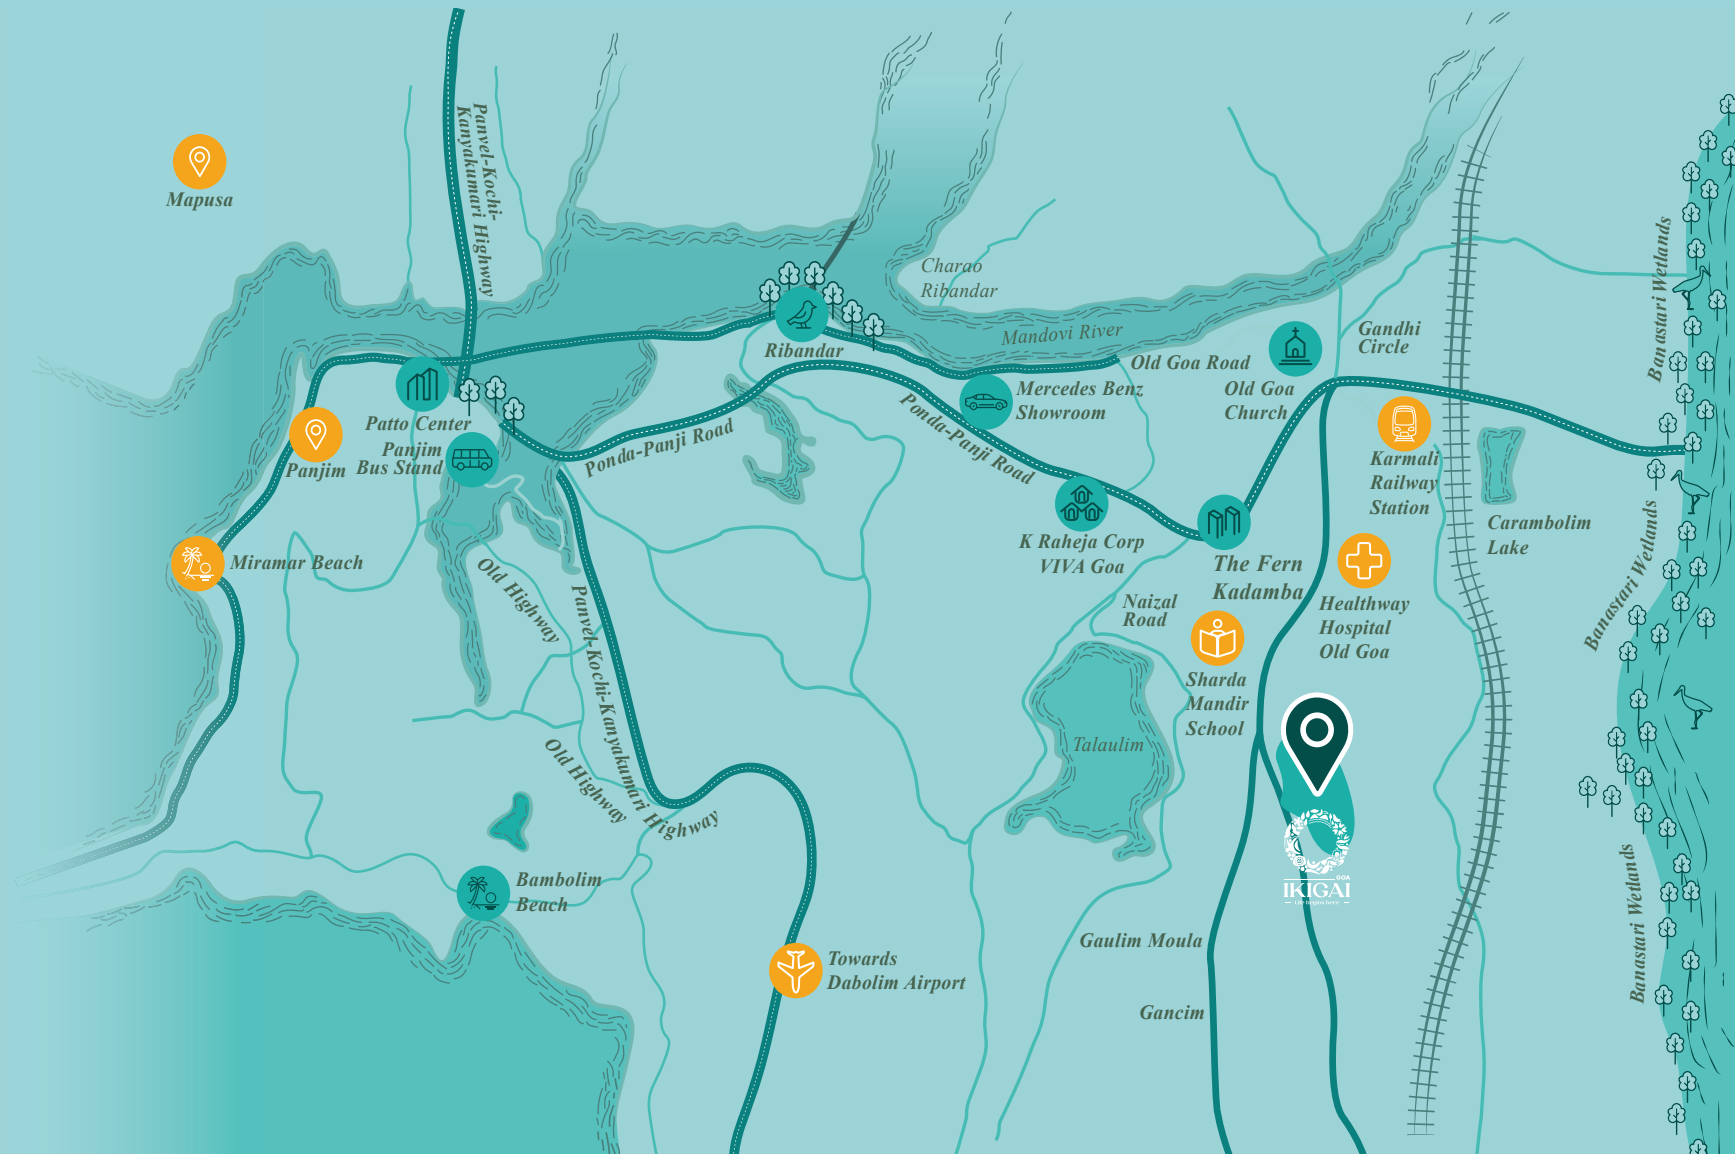 Mapusa
Panvel-Kochi-
Kanyakumari Highway
Charao
Ribandar
Mandovi River
Ribandar
Old Goa Road
Gandhi
Circle
Mercedes Benz
Showroom
Old Goa
Church
Patto Center
Panjim
Bus Stand
Panjim
Ponda-Panji Road
Ponda-Panji Road
Karmali
Railway
Station
Carambolim
Lake
Banastari Wetlands
K Raheja Corp
VIVA Goa
The Fern
Kadamba
Miramar Beach
Old Highway
Naizal
Road
Healthway
Hospital
Old Goa
Banastari Wetlands
Sharda
Mandir
School
Panvel-Kochi-Kanyakumari Highway
Talaulim
Old Highway
Bambolim
Beach
GOA
IKIGAI
Life begins here
Banastari Wetlands
Gaulim Moula
Towards
Dabolim Airport
Gancim